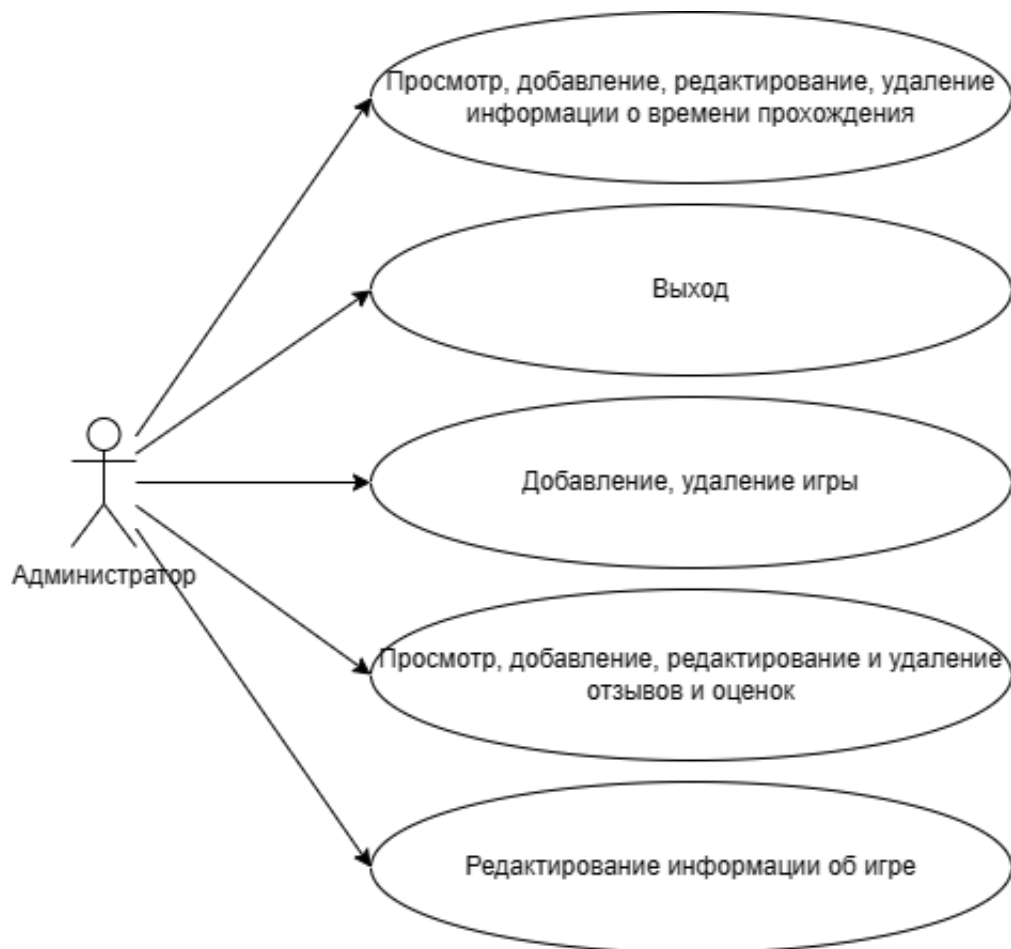 Просмотр, добавление, редактирование, удаление
информации о времени прохождения
Выход
Добавление, удаление игры
Администратор
Просмотр, добавление, редактирование и удаление
отзывов и оценок
Редактирование информации об игре